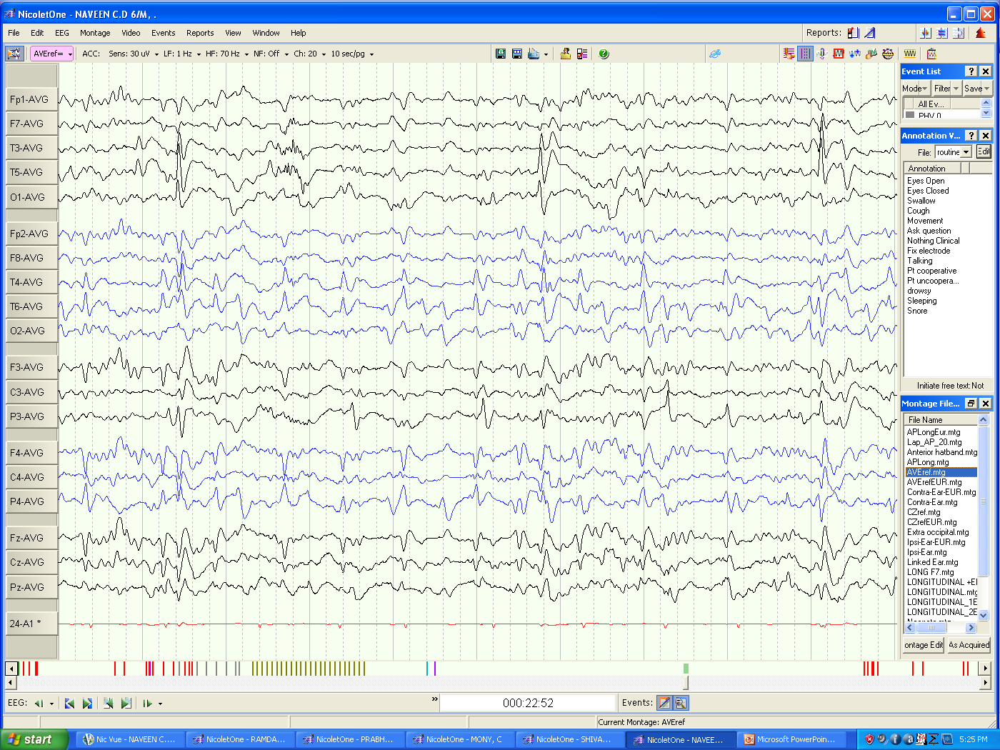 NicoletOne - NAVEEN C.D 6/M, .
File Edit EEG Montage Video Events Reports View Window Help
Reports:
AVEref= ACC: Sens: 30 uV LF: 1 Hz HF: 70 Hz NF: Off Ch: 20 10 sec/pg
Fp1-AVG
F7-AVG
T3-AVG
T5-AVG
O1-AVG
Fp2-AVG
F8-AVG
T4-AVG
T6-AVG
O2-AVG
F3-AVG
C3-AVG
P3-AVG
F4-AVG
C4-AVG
P4-AVG
Fz-AVG
Cz-AVG
Pz-AVG
24-A1 *
Event List
Mode Filter Save
All Ev...
PHV 0
Annotation V...
File: routine Edit
Annotation
Eyes Open
Eyes Closed
Swallow
Cough
Movement
Ask question
Nothing Clinical
Fix electrode
Talking
Pt cooperative
Pt uncoopera...
drowsy
Sleeping
Snore
Initiate free text: Not
Montage File...
File Name
APLongEur.mtg
Lap_AP_20.mtg
Anterior hatband.mtg
APLong.mtg
AVEref.mtg
AVErefEUR.mtg
Contra-Ear-EUR.mtg
Contra-Ear.mtg
CZref.mtg
CZrefEUR.mtg
Extra occipital.mtg
Ipsi-Ear-EUR.mtg
Ipsi-Ear.mtg
Linked Ear.mtg
LONG F7.mtg
LONGITUDINAL +El
LONGITUDINAL.mtg
LONGITUDINAL_1E
LONGITUDINAL_2E
ontage Edit As Acquired
EEG: » 000:22:52 Events:
Current Montage: AVEref
start Nic Vue - NAVEEN C.... NicoletOne - RAMDA... NicoletOne - PRABH... NicoletOne - MONY, C NicoletOne - SHIVA... NicoletOne - NAVEE... Microsoft PowerPoin... 5:25 PM